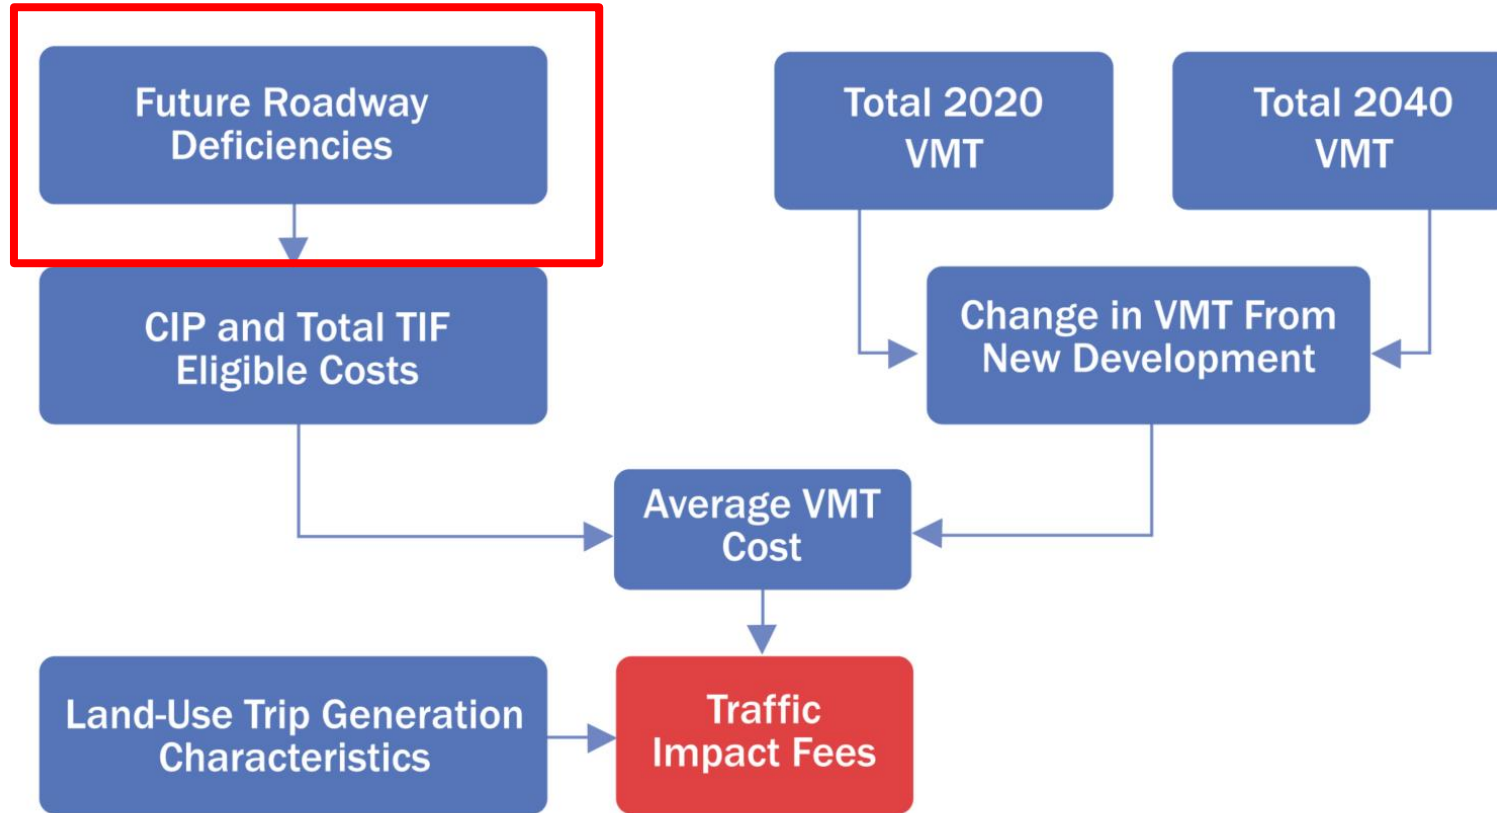 Future Roadway
Deficiencies
Total 2020
VMT
Total 2040
VMT
CIP and Total TIF
Eligible Costs
Change in VMT From
New Development
Average VMT
Cost
Land-Use Trip Generation
Characteristics
Traffic
Impact Fees